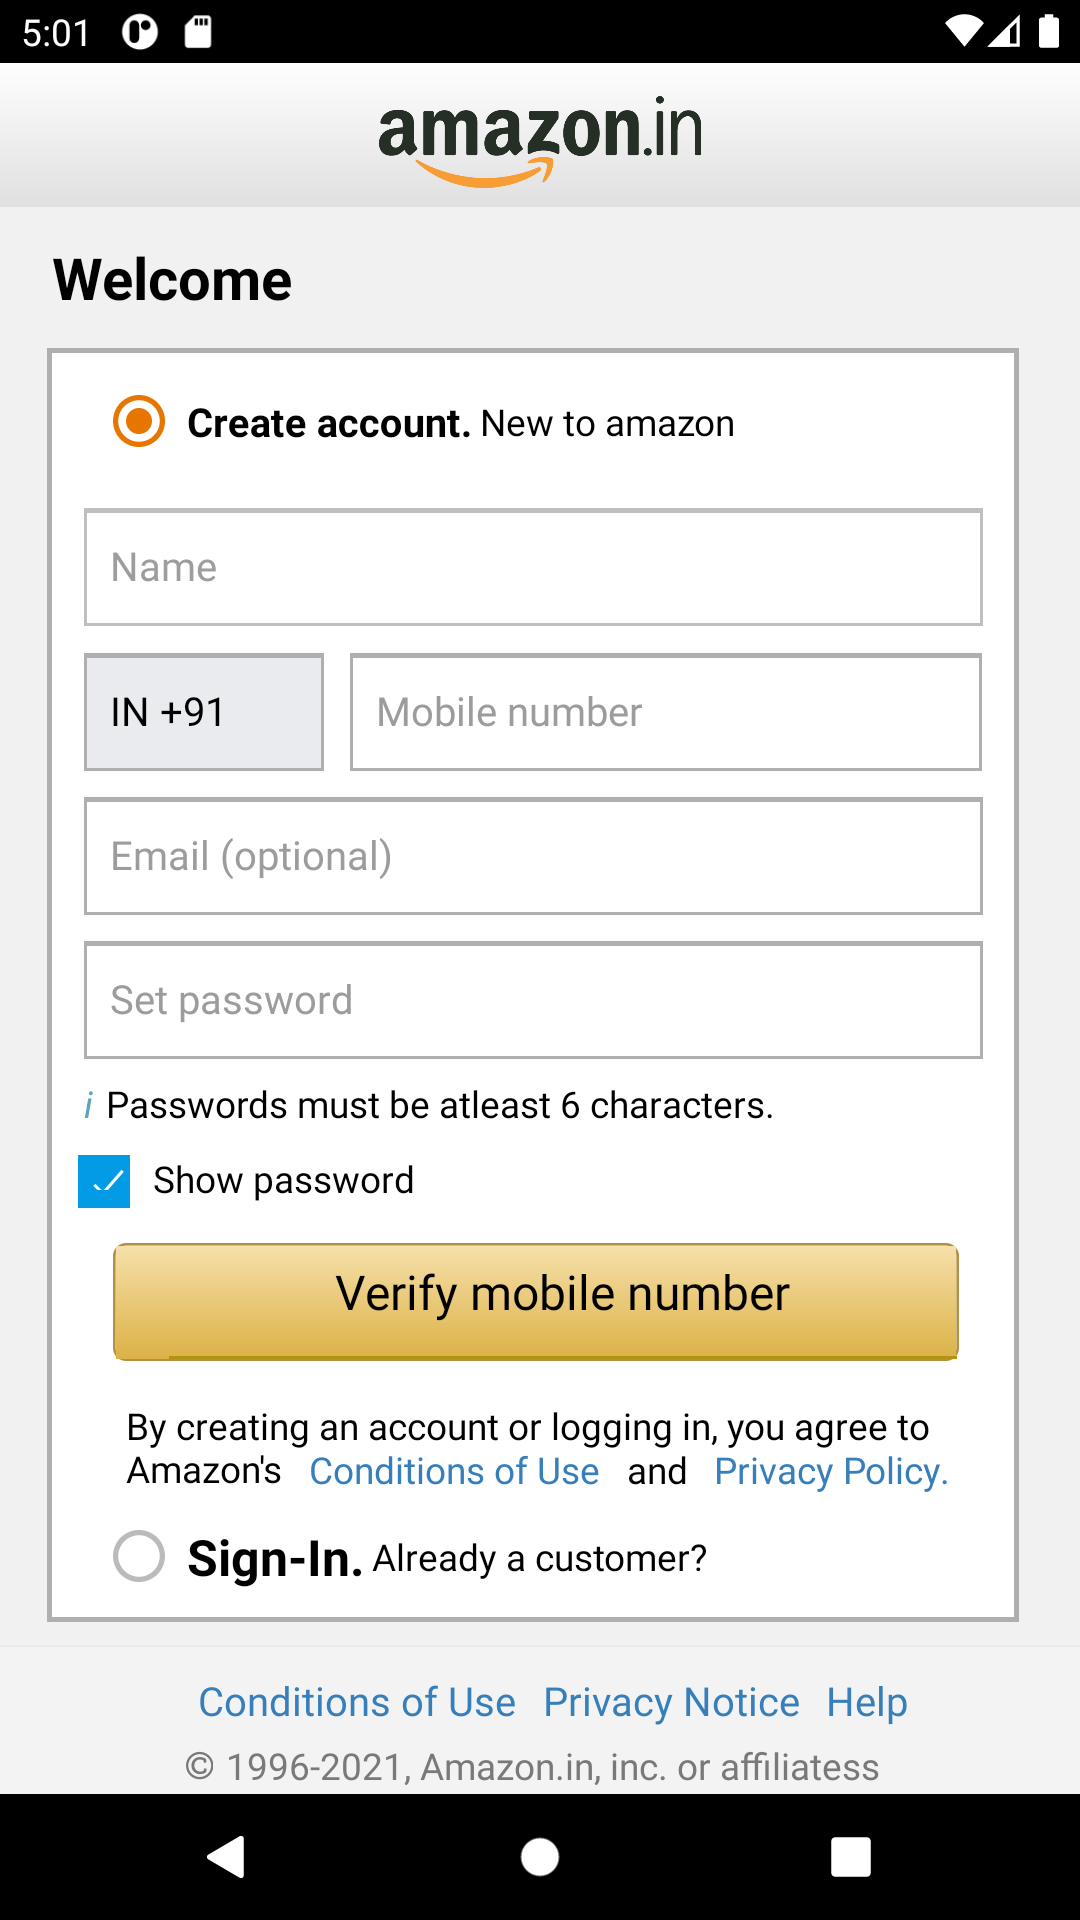 5:01
amazon.in
Welcome
Create account. New to amazon
Name
IN +91
Mobile number
Email (optional)
Set password
i Passwords must be atleast 6 characters.
Show password
Verify mobile number
By creating an account or logging in, you agree to
Amazon's Conditions of Use and Privacy Policy.
Sign-In. Already a customer?
Conditions of Use Privacy Notice Help
© 1996-2021, Amazon.in, inc. or affiliatess